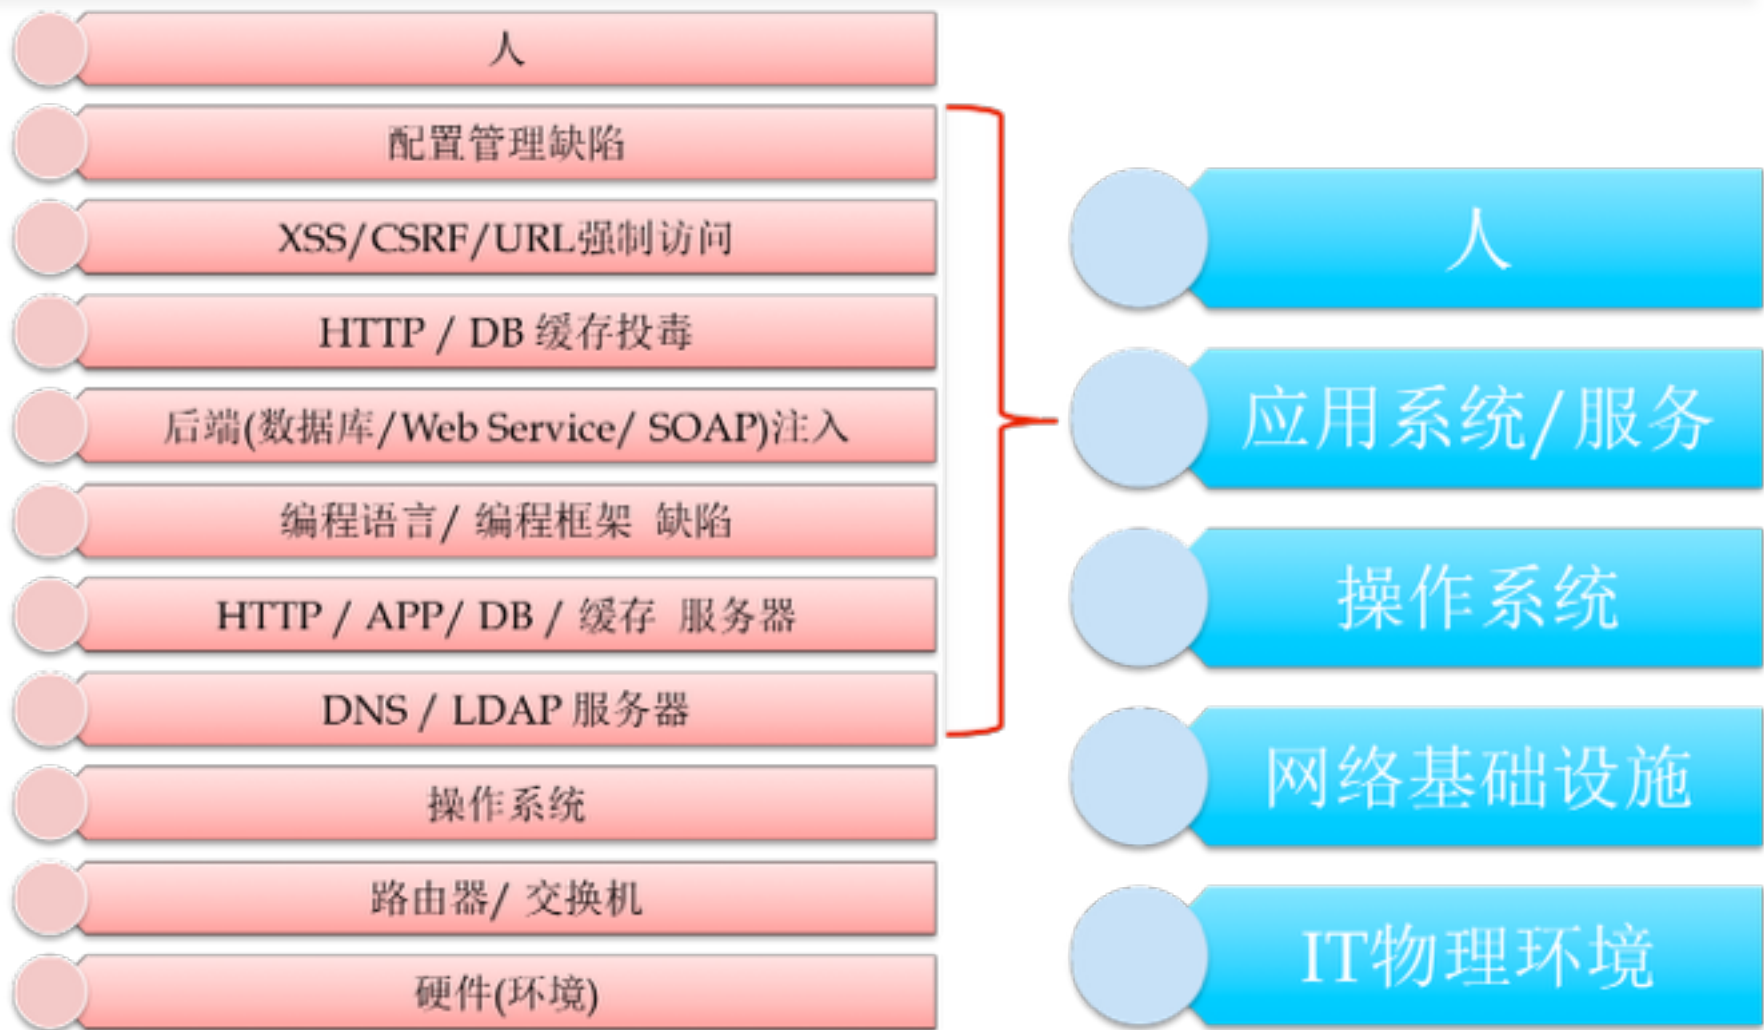 人
配置管理缺陷
XSS/CSRF/URL强制访问
HTTP / DB 缓存投毒
后端(数据库/Web Service/ SOAP)注入
编程语言/ 编程框架 缺陷
HTTP / APP/ DB / 缓存 服务器
DNS / LDAP 服务器
操作系统
路由器/ 交换机
硬件(环境)
人
应用系统/服务
操作系统
网络基础设施
IT物理环境